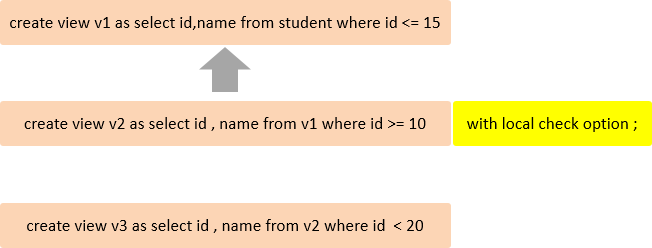 create view v1 as select id,name from student where id <= 15
create view v2 as select id , name from v1 where id >= 10 with local check option ;
create view v3 as select id , name from v2 where id < 20